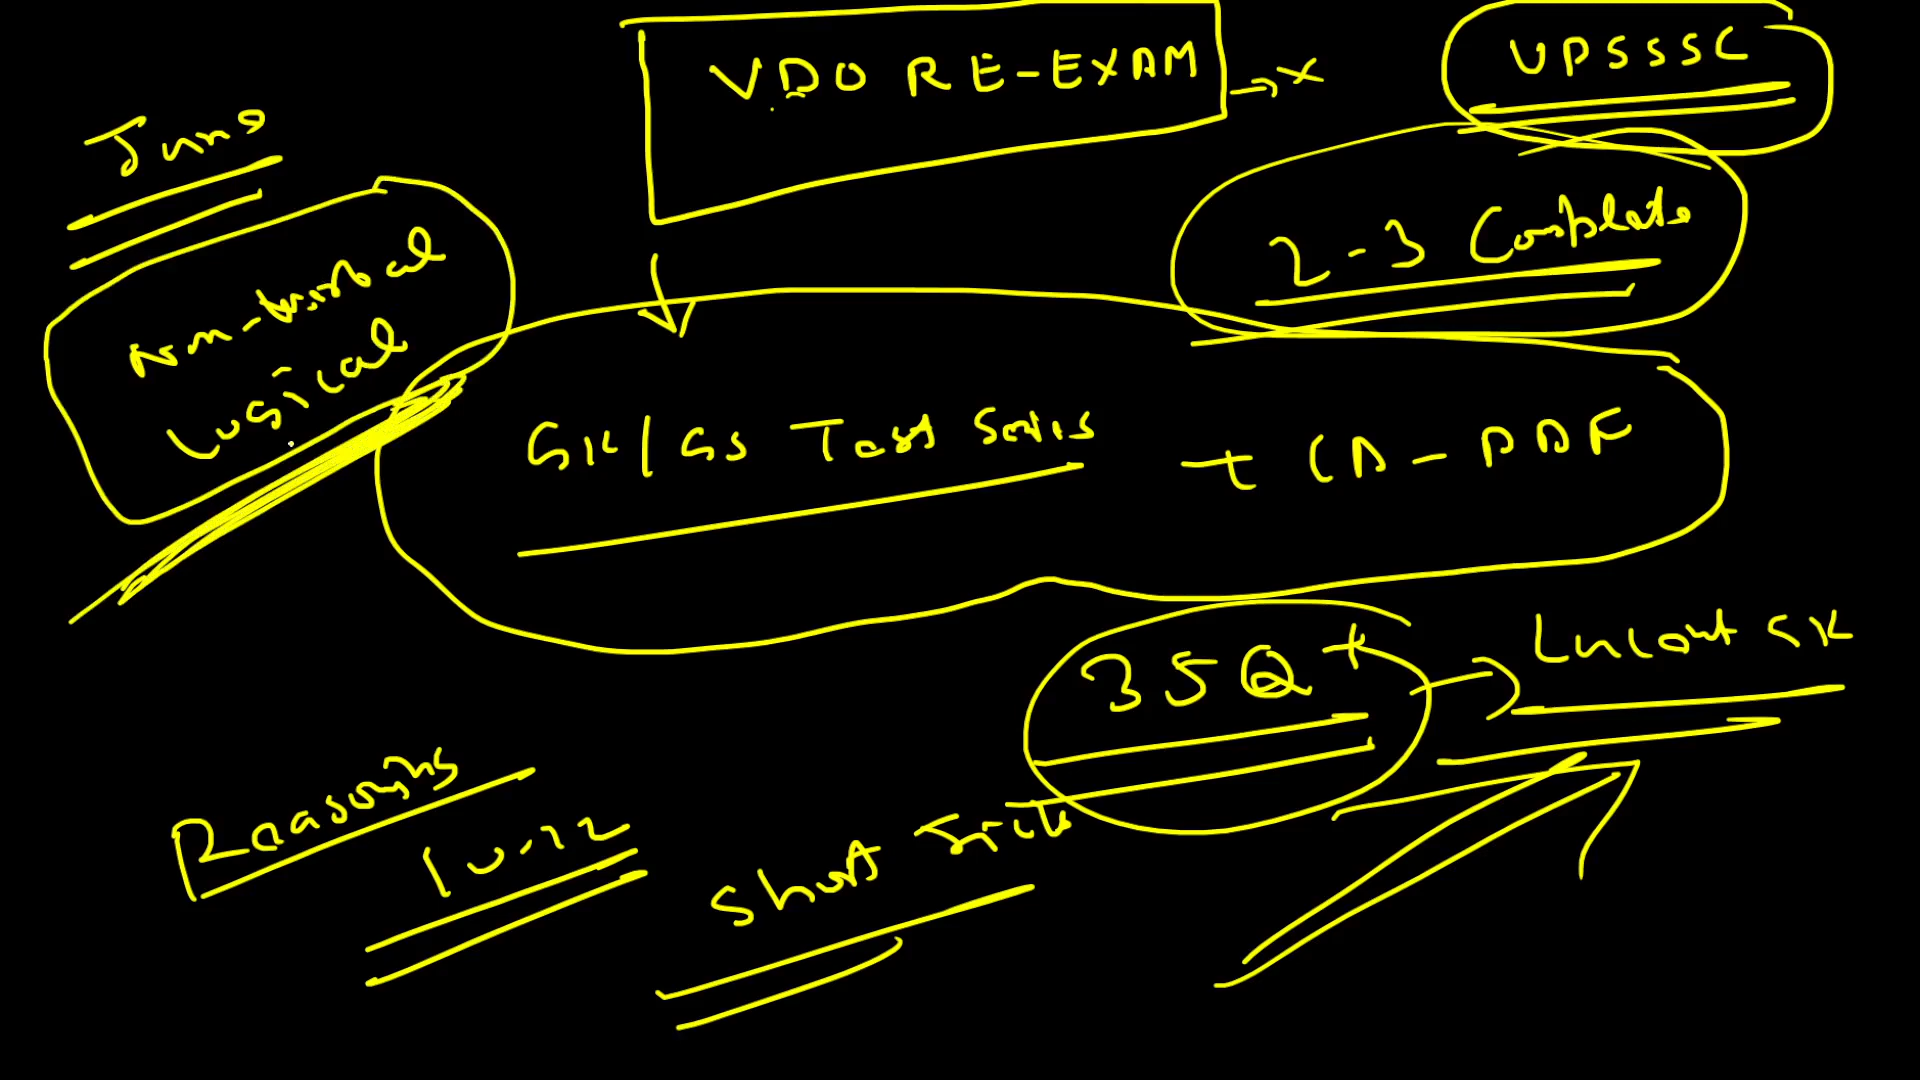 VDO RE-EXAM → x
UPSSSC
June
2-3 Complete
Non-verbal
Logical
GK/GS Test Series + CA-PDF
35Q+ → Lucent GK
Reasoning
10-12
Short Trick